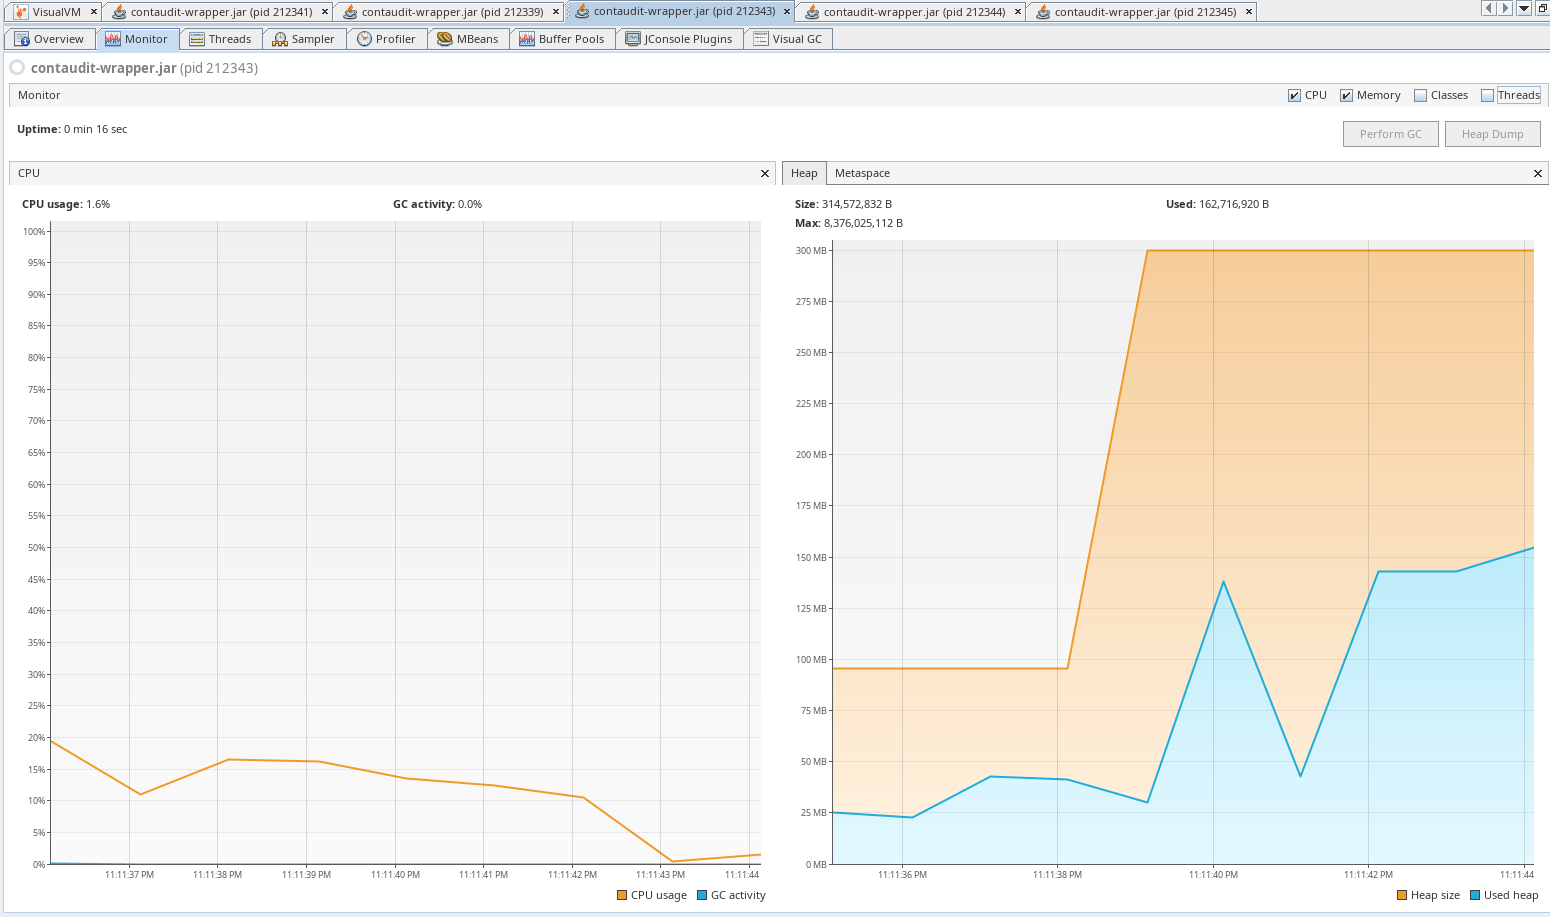 VisualVM × contaudit-wrapper.jar (pid 212341) × contaudit-wrapper.jar (pid 212339) × contaudit-wrapper.jar (pid 212343) × contaudit-wrapper.jar (pid 212344) × contaudit-wrapper.jar (pid 212345) ×
Overview Monitor Threads Sampler Profiler MBeans Buffer Pools JConsole Plugins Visual GC
contaudit-wrapper.jar (pid 212343)
Monitor CPU Memory Classes Threads
Uptime: 0 min 16 sec
Perform GC Heap Dump
CPU ×
CPU usage: 1.6% GC activity: 0.0%
100%
95%
90%
85%
80%
75%
70%
65%
60%
55%
50%
45%
40%
35%
30%
25%
20%
15%
10%
5%
0%
11:11:37 PM 11:11:38 PM 11:11:39 PM 11:11:40 PM 11:11:41 PM 11:11:42 PM 11:11:43 PM 11:11:44
CPU usage GC activity
Heap Metaspace ×
Size: 314,572,832 B Used: 162,716,920 B
Max: 8,376,025,112 B
300 MB
275 MB
250 MB
225 MB
200 MB
175 MB
150 MB
125 MB
100 MB
75 MB
50 MB
25 MB
0 MB
11:11:36 PM 11:11:38 PM 11:11:40 PM 11:11:42 PM 11:11:44
Heap size Used heap